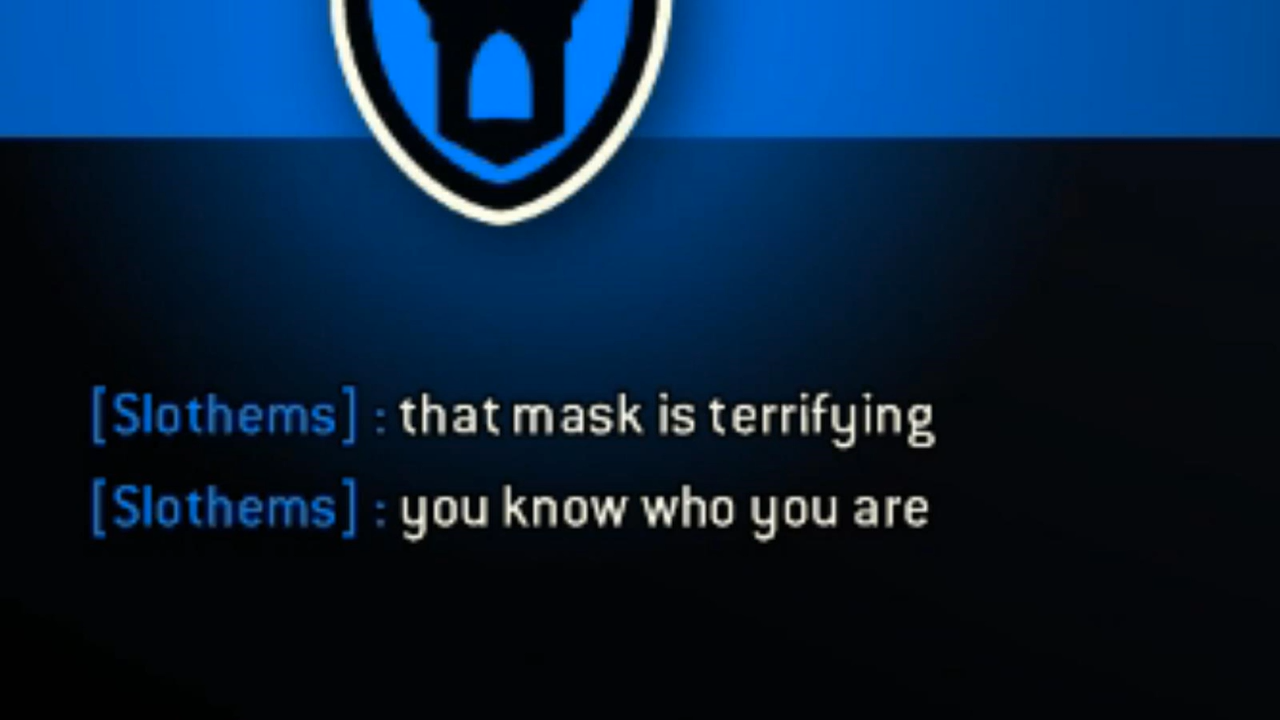 [Slothems] : that mask is terrifying
[Slothems] : you know who you are